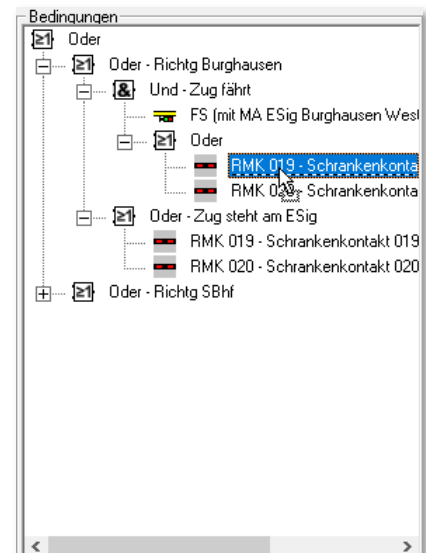 Bedingungen
≥1 Oder
≥1 Oder - Richtg Burghausen
& Und - Zug fährt
FS (mit MA ESig Burghausen West
≥1 Oder
RMK 019 - Schrankenkonta
RMK 020 - Schrankenkonta
≥1 Oder - Zug steht am ESig
RMK 019 - Schrankenkontakt 019
RMK 020 - Schrankenkontakt 020
≥1 Oder - Richtg SBhf